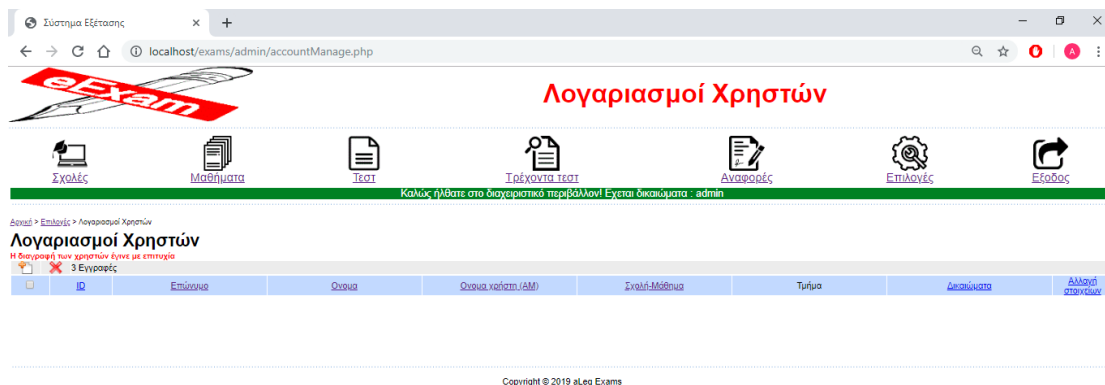 Σύστημα Εξέτασης
localhost/exams/admin/accountManage.php
A
eExam
Λογαριασμοί Χρηστών
Σχολές Μαθήματα Τεστ Τρέχοντα τεστ Αναφορές Επιλογές Εξοδος
Καλώς ήλθατε στο διαχειριστικό περιβάλλον! Εχεται δικαιώματα : admin
Αρχική > Επιλογές > Λογαριασμοί Χρηστών
Λογαριασμοί Χρηστών
Η διαγραφή των χρηστών έγινε με επιτυχία
3 Εγγραφές
ID Επώνυμο Ονομα Ονομα χρήστη (ΑΜ) Σχολή-Μάθημα Τμήμα Δικαιώματα Αλλαγή
στοιχείων
Copyright © 2019 aLeg Exams